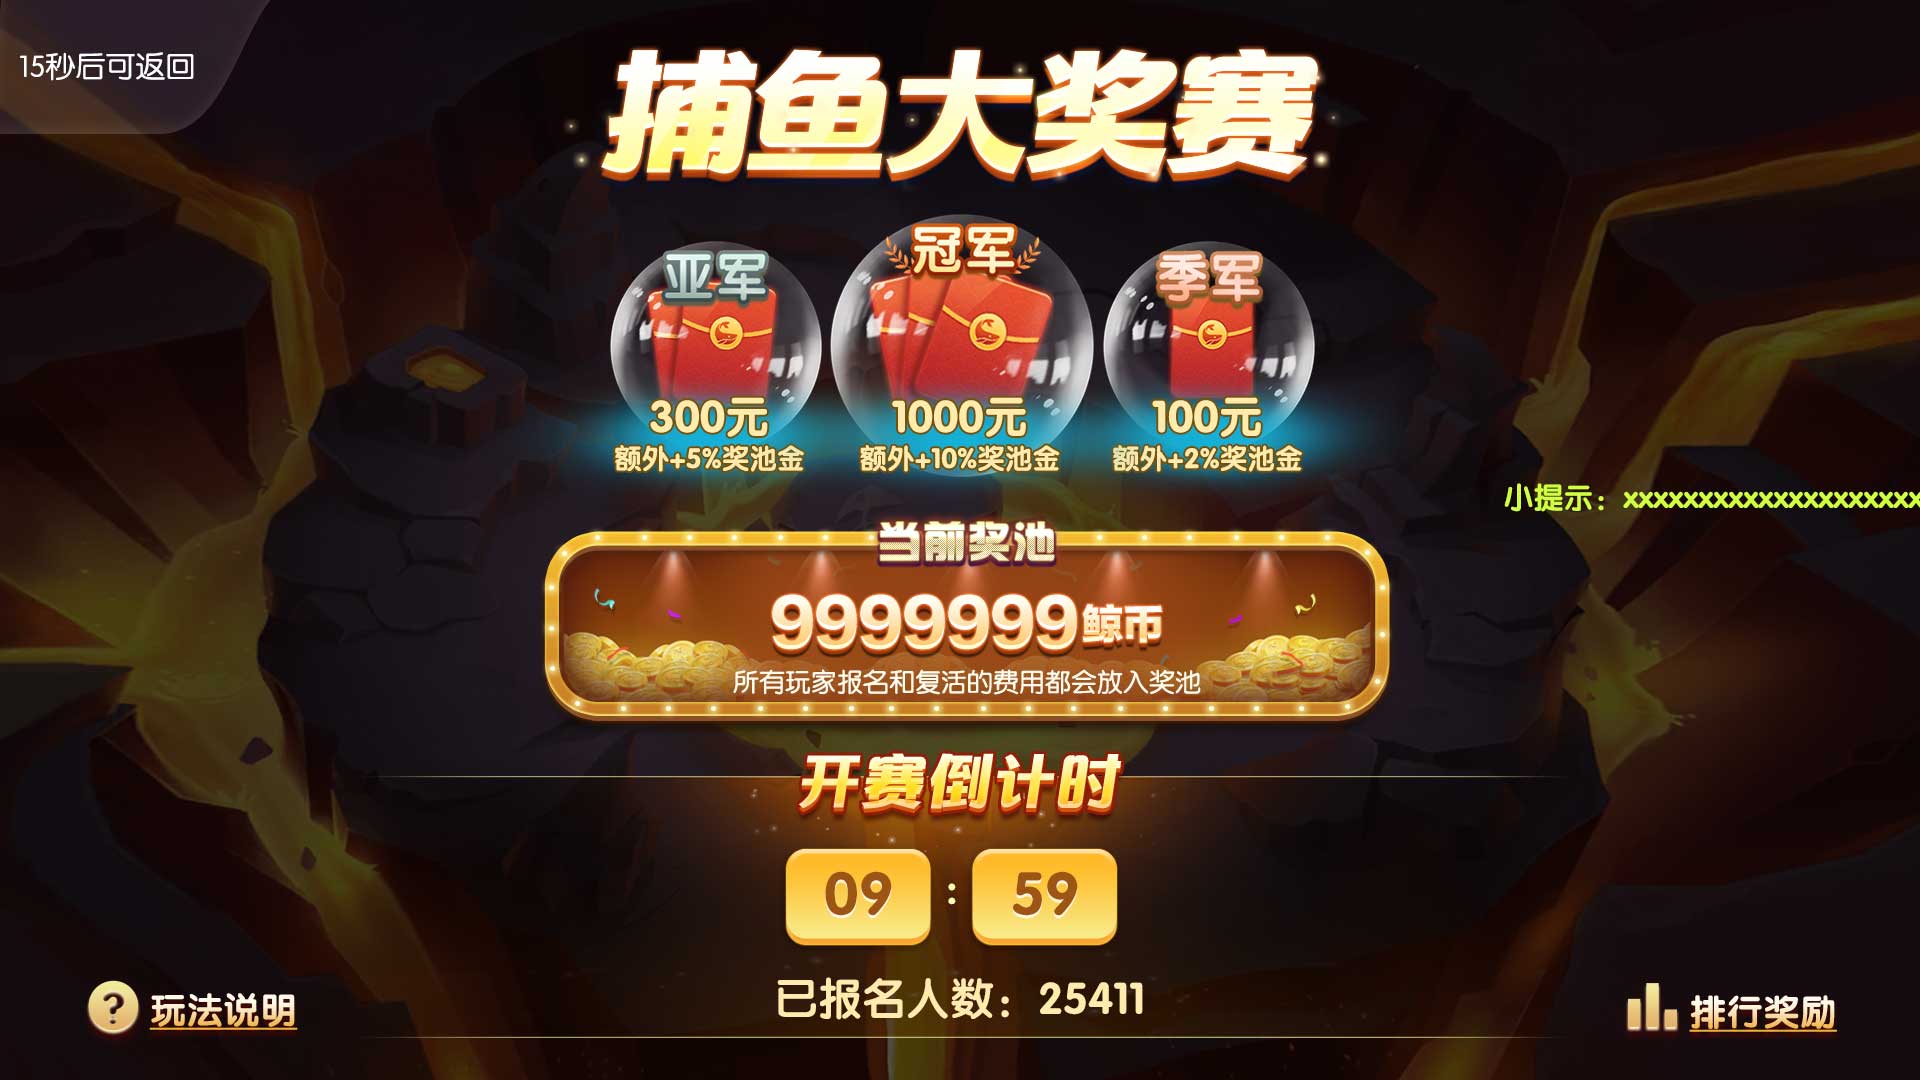 15秒后可返回
捕鱼大奖赛
亚军
冠军
季军
300元
1000元
100元
额外+5%奖池金
额外+10%奖池金
额外+2%奖池金
小提示：xxxxxxxxxxxxxxxxxxxx
当前奖池
9999999鲸币
所有玩家报名和复活的费用都会放入奖池
开赛倒计时
09 : 59
已报名人数：25411
玩法说明
排行奖励